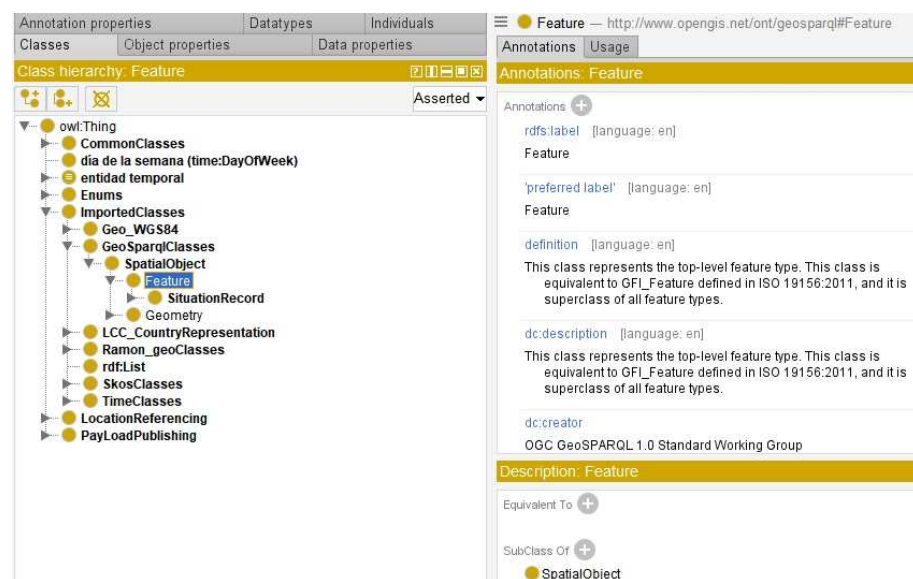 Annotation properties Datatypes Individuals
Classes Object properties Data properties
Class hierarchy: Feature
Asserted
owl:Thing
CommonClasses
día de la semana (time:DayOfWeek)
entidad temporal
Enums
ImportedClasses
Geo_WGS84
GeoSparqlClasses
SpatialObject
Feature
SituationRecord
Geometry
LCC_CountryRepresentation
Ramon_geoClasses
rdf:List
SkosClasses
TimeClasses
LocationReferencing
PayLoadPublishing
Feature — http://www.opengis.net/ont/geosparql#Feature
Annotations Usage
Annotations: Feature
Annotations
rdfs:label [language: en]
Feature
'preferred label' [language: en]
Feature
definition [language: en]
This class represents the top-level feature type. This class is
equivalent to GFI_Feature defined in ISO 19156:2011, and it is
superclass of all feature types.
dc:description [language: en]
This class represents the top-level feature type. This class is
equivalent to GFI_Feature defined in ISO 19156:2011, and it is
superclass of all feature types.
dc:creator
OGC GeoSPARQL 1.0 Standard Working Group
Description: Feature
Equivalent To
SubClass Of
SpatialObject